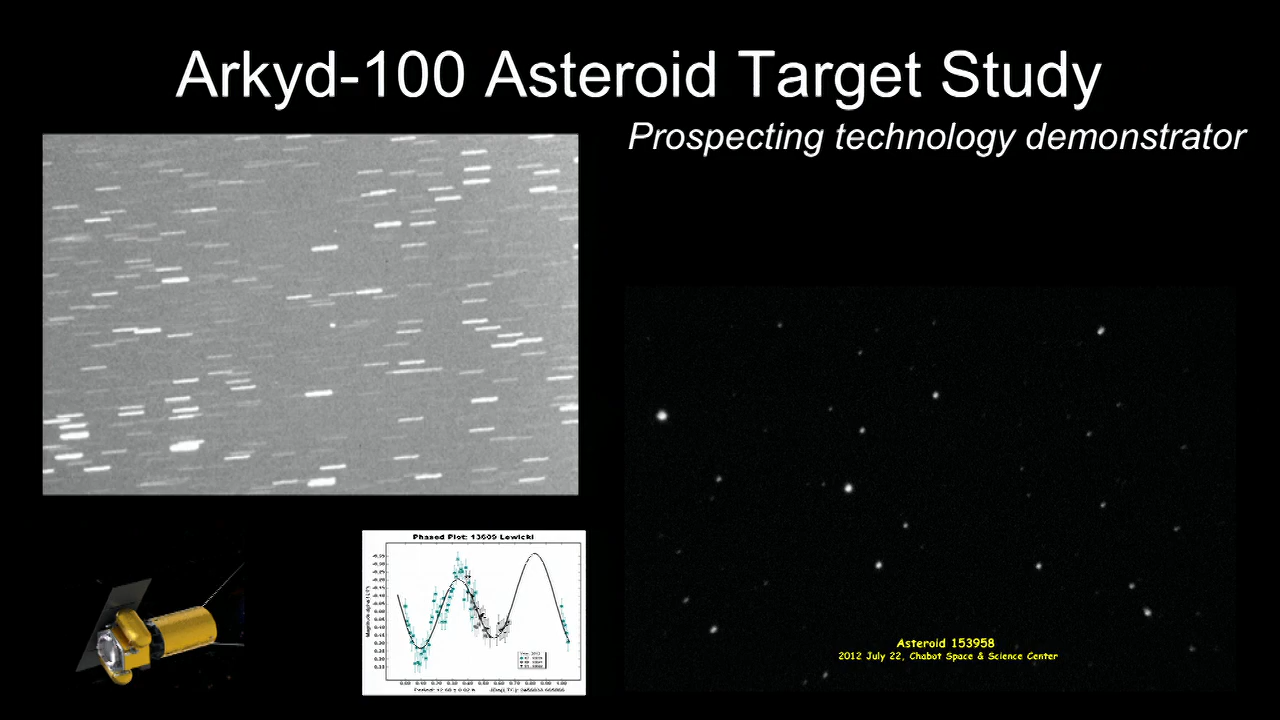 Arkyd-100 Asteroid Target Study
Prospecting technology demonstrator
Phased Plot: 13609 Lewicki
Asteroid 153958
2012 July 22, Chabot Space & Science Center